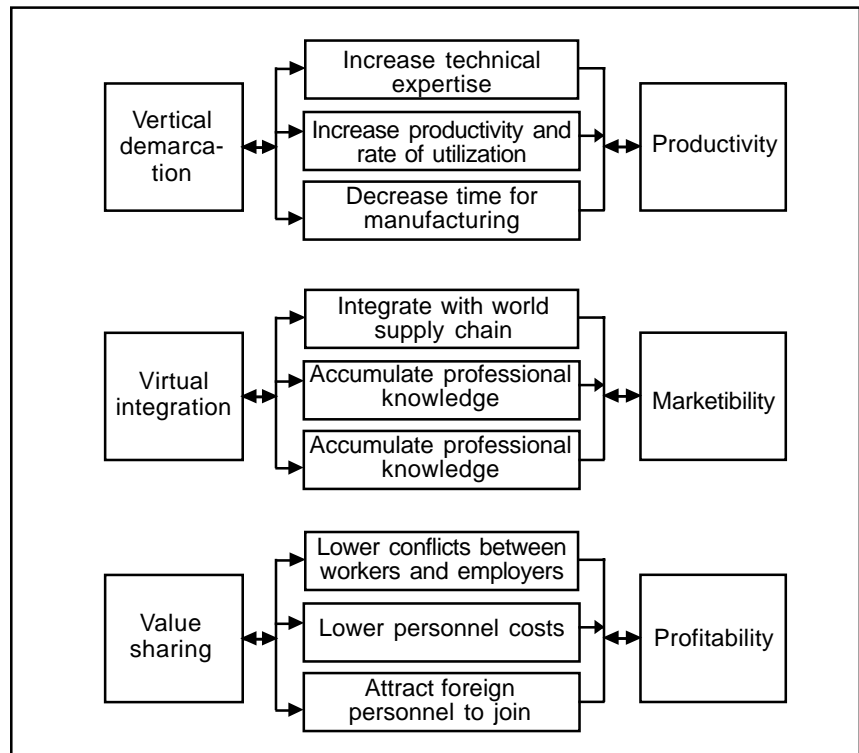 Vertical
demarca-
tion
Increase technical
expertise
Increase productivity and
rate of utilization
Decrease time for
manufacturing
Productivity
Virtual
integration
Integrate with world
supply chain
Accumulate professional
knowledge
Accumulate professional
knowledge
Marketibility
Value
sharing
Lower conflicts between
workers and employers
Lower personnel costs
Attract foreign
personnel to join
Profitability